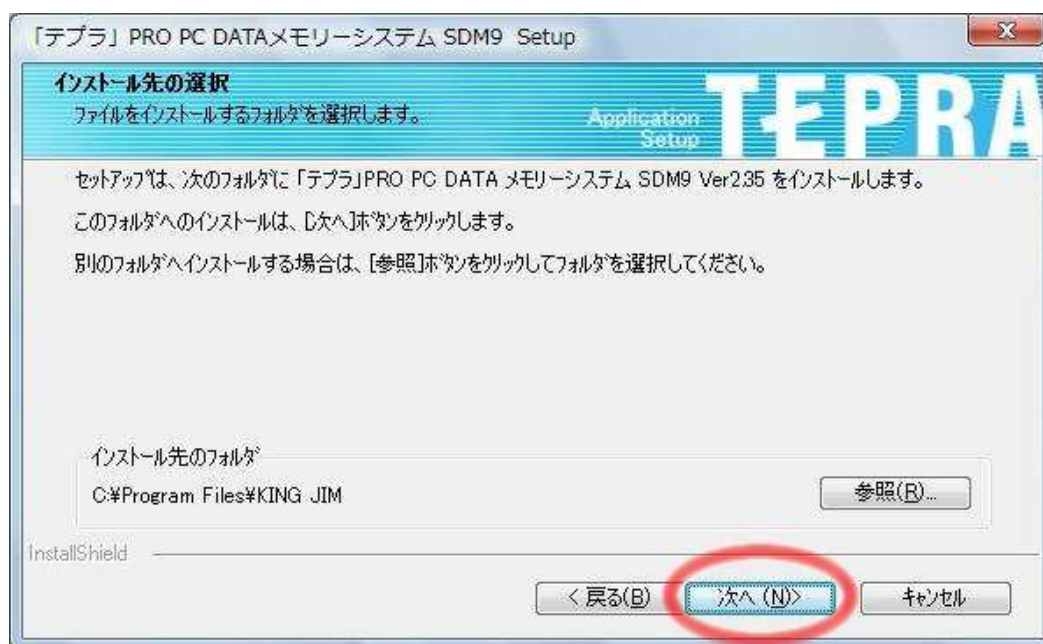 「テプラ」PRO PC DATAメモリーシステム SDM9 Setup
インストール先の選択
ファイルをインストールするフォルダを選択します。
Application
Setup
TEPRA
セットアップは、次のフォルダに「テプラ」PRO PC DATA メモリーシステム SDM9 Ver2.35 をインストールします。
このフォルダへのインストールは、[次へ]ボタンをクリックします。
別のフォルダへインストールする場合は、[参照]ボタンをクリックしてフォルダを選択してください。
インストール先のフォルダ
C:¥Program Files¥KING JIM
参照(R)...
InstallShield
< 戻る(B)
次へ (N)>
キャンセル